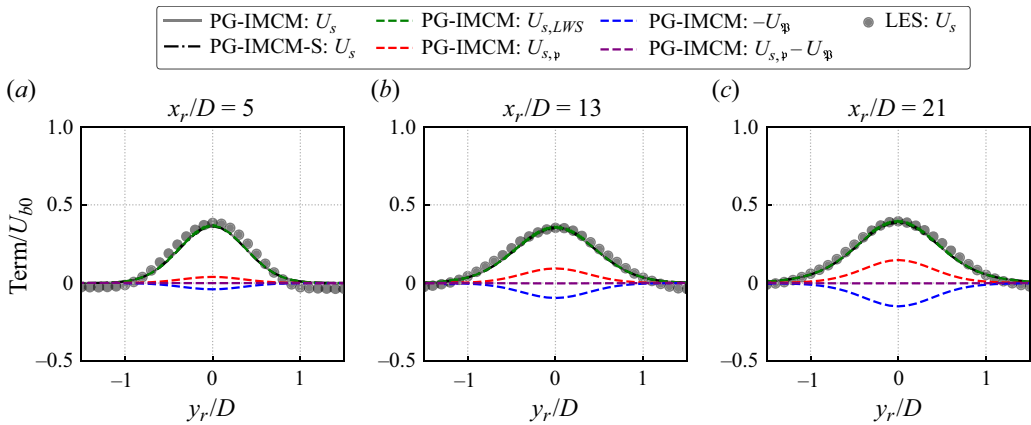 PG-IMCM: U_s PG-IMCM: U_{s,LWS} PG-IMCM: −U_𝔓 LES: U_s
PG-IMCM-S: U_s PG-IMCM: U_{s,𝔭} PG-IMCM: U_{s,𝔭}−U_𝔓
(a) (b) (c)
x_r/D = 5 x_r/D = 13 x_r/D = 21
1.0
0.5
0
−0.5
Term/U_{b0}
−1 0 1 −1 0 1 −1 0 1
y_r/D y_r/D y_r/D